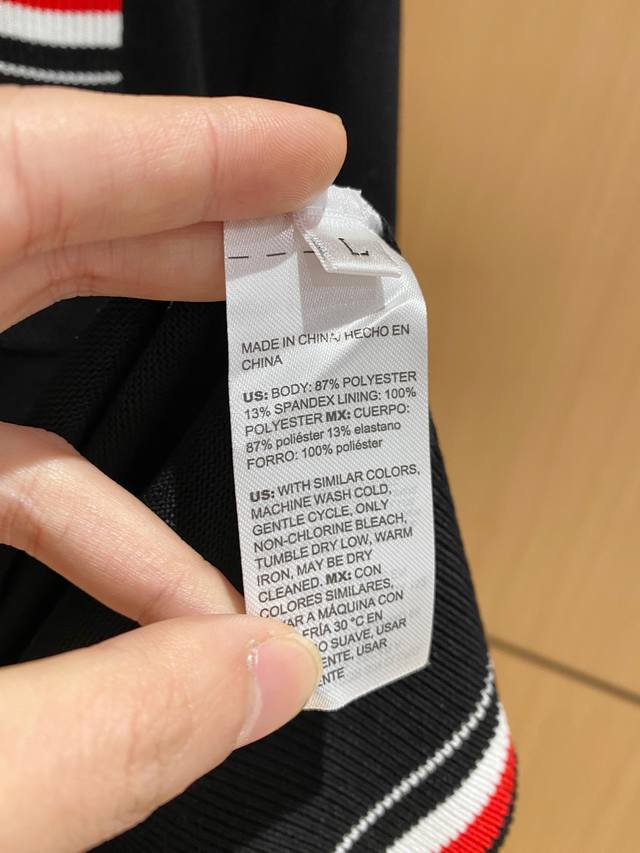 L
MADE IN CHINA/ HECHO EN
CHINA
US: BODY: 87% POLYESTER
13% SPANDEX LINING: 100%
POLYESTER MX: CUERPO:
87% poliéster 13% elastano
FORRO: 100% poliéster
US: WITH SIMILAR COLORS,
MACHINE WASH COLD,
GENTLE CYCLE, ONLY
NON-CHLORINE BLEACH,
TUMBLE DRY LOW, WARM
IRON, MAY BE DRY
CLEANED. MX: CON
COLORES SIMILARES,
A MÁQUINA CON
30 °C EN
SUAVE, USAR
USAR